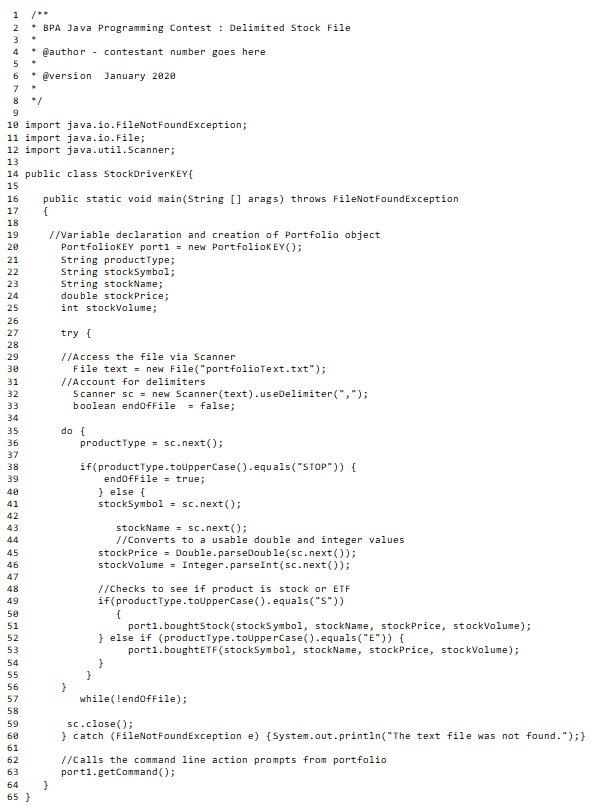 1 /**
2 * BPA Java Programming Contest : Delimited Stock File
3 *
4 * @author - contestant number goes here
5 *
6 * @version  January 2020
7 *
8 */
9
10 import java.io.FileNotFoundException;
11 import java.io.File;
12 import java.util.Scanner;
13
14 public class StockDriverKEY{
15
16    public static void main(String [] arags) throws FileNotFoundException
17    {
18
19     //Variable declaration and creation of Portfolio object
20       PortfolioKEY port1 = new PortfolioKEY();
21       String productType;
22       String stockSymbol;
23       String stockName;
24       double stockPrice;
25       int stockVolume;
26
27       try {
28
29       //Access the file via Scanner
30         File text = new File("portfolioText.txt");
31       //Account for delimiters
32         Scanner sc = new Scanner(text).useDelimiter(",");
33         boolean endOfFile  = false;
34
35       do {
36          productType = sc.next();
37
38          if(productType.toUpperCase().equals("STOP")) {
39              endOfFile = true;
40             } else {
41             stockSymbol = sc.next();
42
43                stockName = sc.next();
44                //Converts to a usable double and integer values
45             stockPrice = Double.parseDouble(sc.next());
46             stockVolume = Integer.parseInt(sc.next());
47
48             //Checks to see if product is stock or ETF
49             if(productType.toUpperCase().equals("S"))
50                {
51                  port1.boughtStock(stockSymbol, stockName, stockPrice, stockVolume);
52             } else if (productType.toUpperCase().equals("E")) {
53                  port1.boughtETF(stockSymbol, stockName, stockPrice, stockVolume);
54             }
55           }
56       }
57          while(!endOfFile);
58
59        sc.close();
60       } catch (FileNotFoundException e) {System.out.println("The text file was not found.");}
61
62       //Calls the command line action prompts from portfolio
63       port1.getCommand();
64    }
65 }